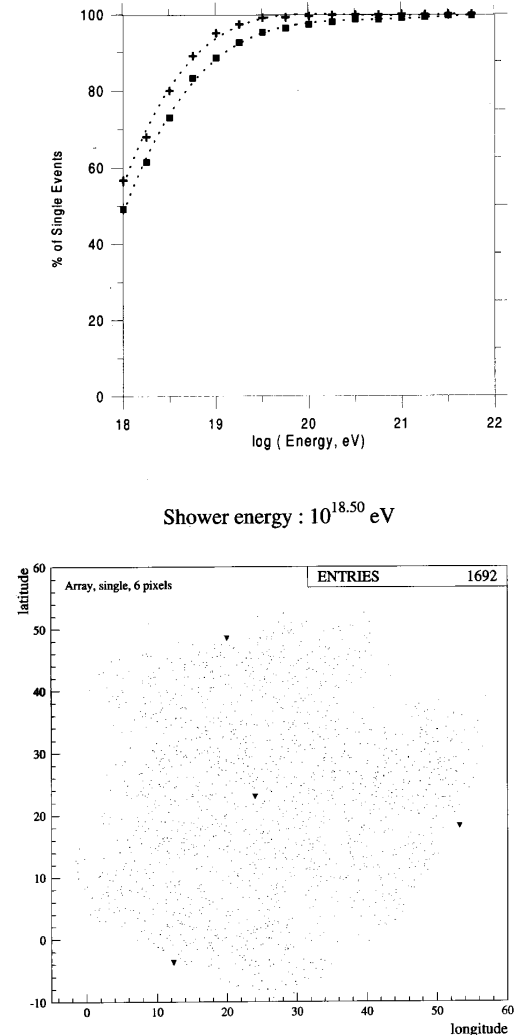 100
80
60
40
20
0
% of Single Events
18 19 20 21 22
log ( Energy, eV)
Shower energy : 10^18.50 eV
60
50
40
30
20
10
0
-10
latitude
Array, single, 6 pixels
ENTRIES 1692
0 10 20 30 40 50 60
longitude